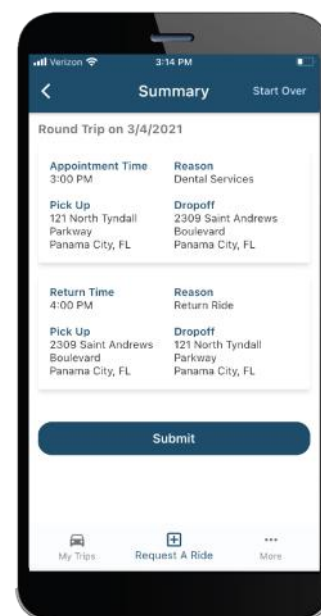 Verizon 3:14 PM
Summary Start Over
Round Trip on 3/4/2021
Appointment Time Reason
3:00 PM Dental Services
Pick Up Dropoff
121 North Tyndall 2309 Saint Andrews
Parkway Boulevard
Panama City, FL Panama City, FL
Return Time Reason
4:00 PM Return Ride
Pick Up Dropoff
2309 Saint Andrews 121 North Tyndall
Boulevard Parkway
Panama City, FL Panama City, FL
Submit
My Trips Request A Ride More